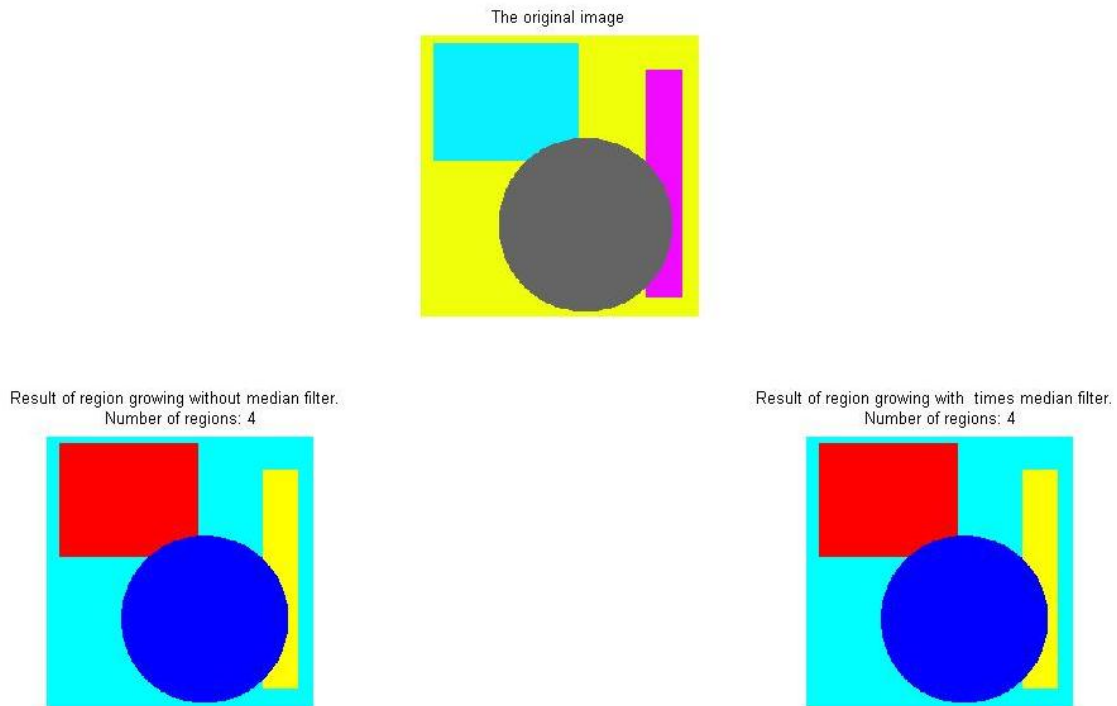 The original image
Result of region growing without median filter.
Number of regions: 4
Result of region growing with  times median filter.
Number of regions: 4